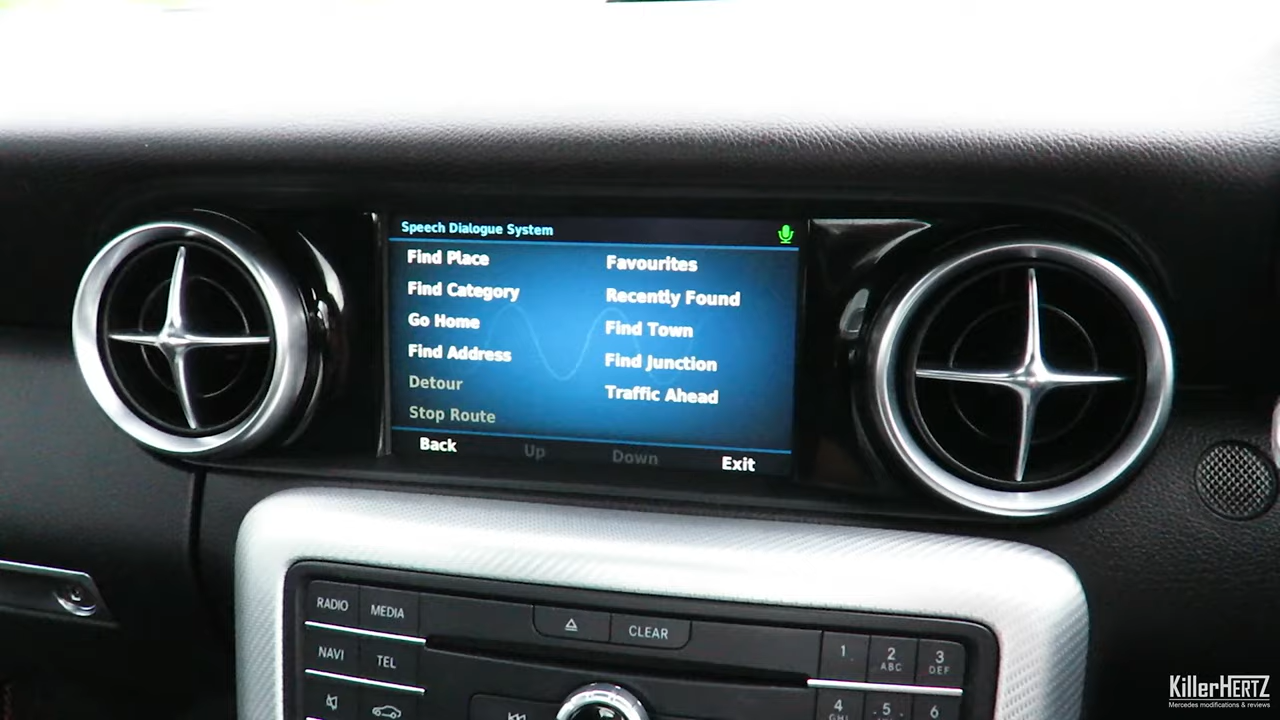 Speech Dialogue System
Find Place
Find Category
Go Home
Find Address
Detour
Stop Route
Favourites
Recently Found
Find Town
Find Junction
Traffic Ahead
Back Up Down Exit
RADIO MEDIA
CLEAR
NAVI TEL
1 2 3
ABC DEF
4 5 6
GHI
KillerHERTZ
Mercedes modifications & reviews